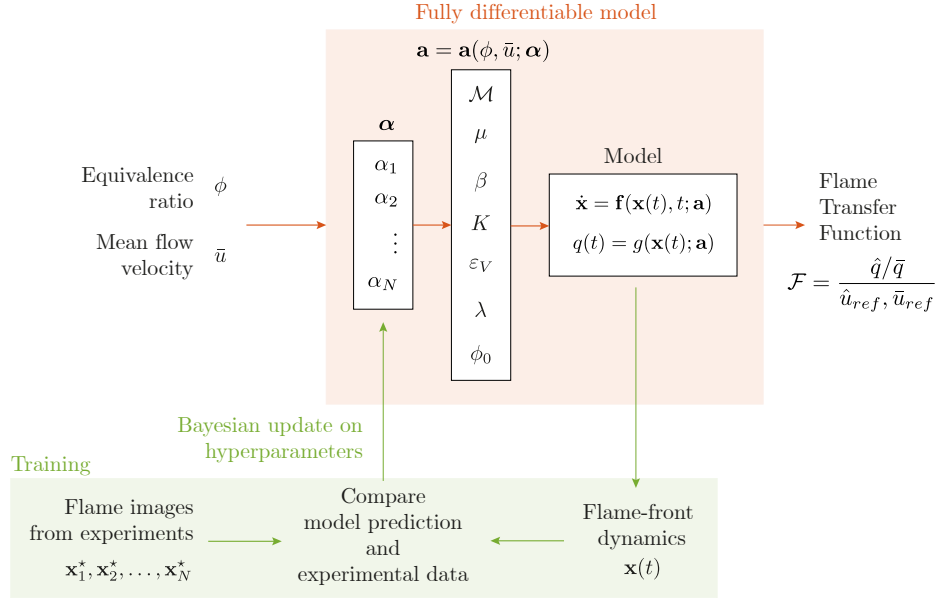 Fully differentiable model
𝐚 = 𝐚(ϕ, ū; 𝜶)
𝜶
α₁
α₂
⋮
α_N
ℳ
μ
β
K
ε_V
λ
ϕ₀
Equivalence
ratio
ϕ
Mean flow
velocity
ū
Model
ẋ = 𝐟(𝐱(t), t; 𝐚)
q(t) = g(𝐱(t); 𝐚)
Flame
Transfer
Function
ℱ = q̂/q̄
û_ref, ū_ref
Bayesian update on
hyperparameters
Training
Flame images
from experiments
𝐱₁*, 𝐱₂*, . . . , 𝐱_N*
Compare
model prediction
and
experimental data
Flame-front
dynamics
𝐱(t)